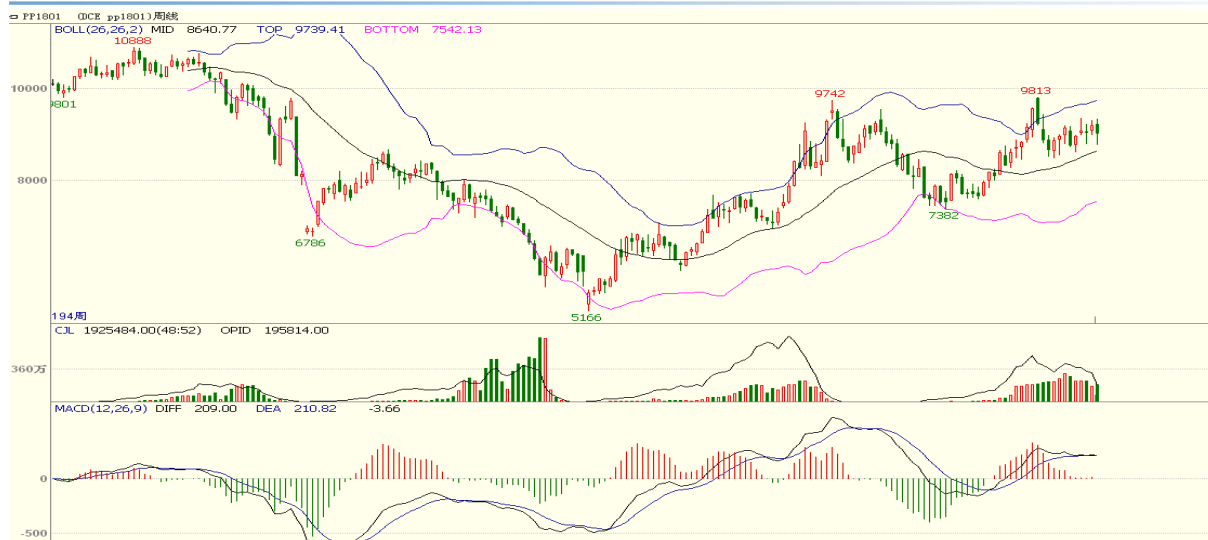 PP1801 (DCE pp1801)周线
BOLL(26,26,2) MID 8640.77 TOP 9739.41 BOTTOM 7542.13
10888
10000
9801
9742
9813
8000
7382
6786
5166
194周
CJL 1925484.00(48:52) OPID 195814.00
360万
MACD(12,26,9) DIFF 209.00 DEA 210.82 -3.66
0
-500